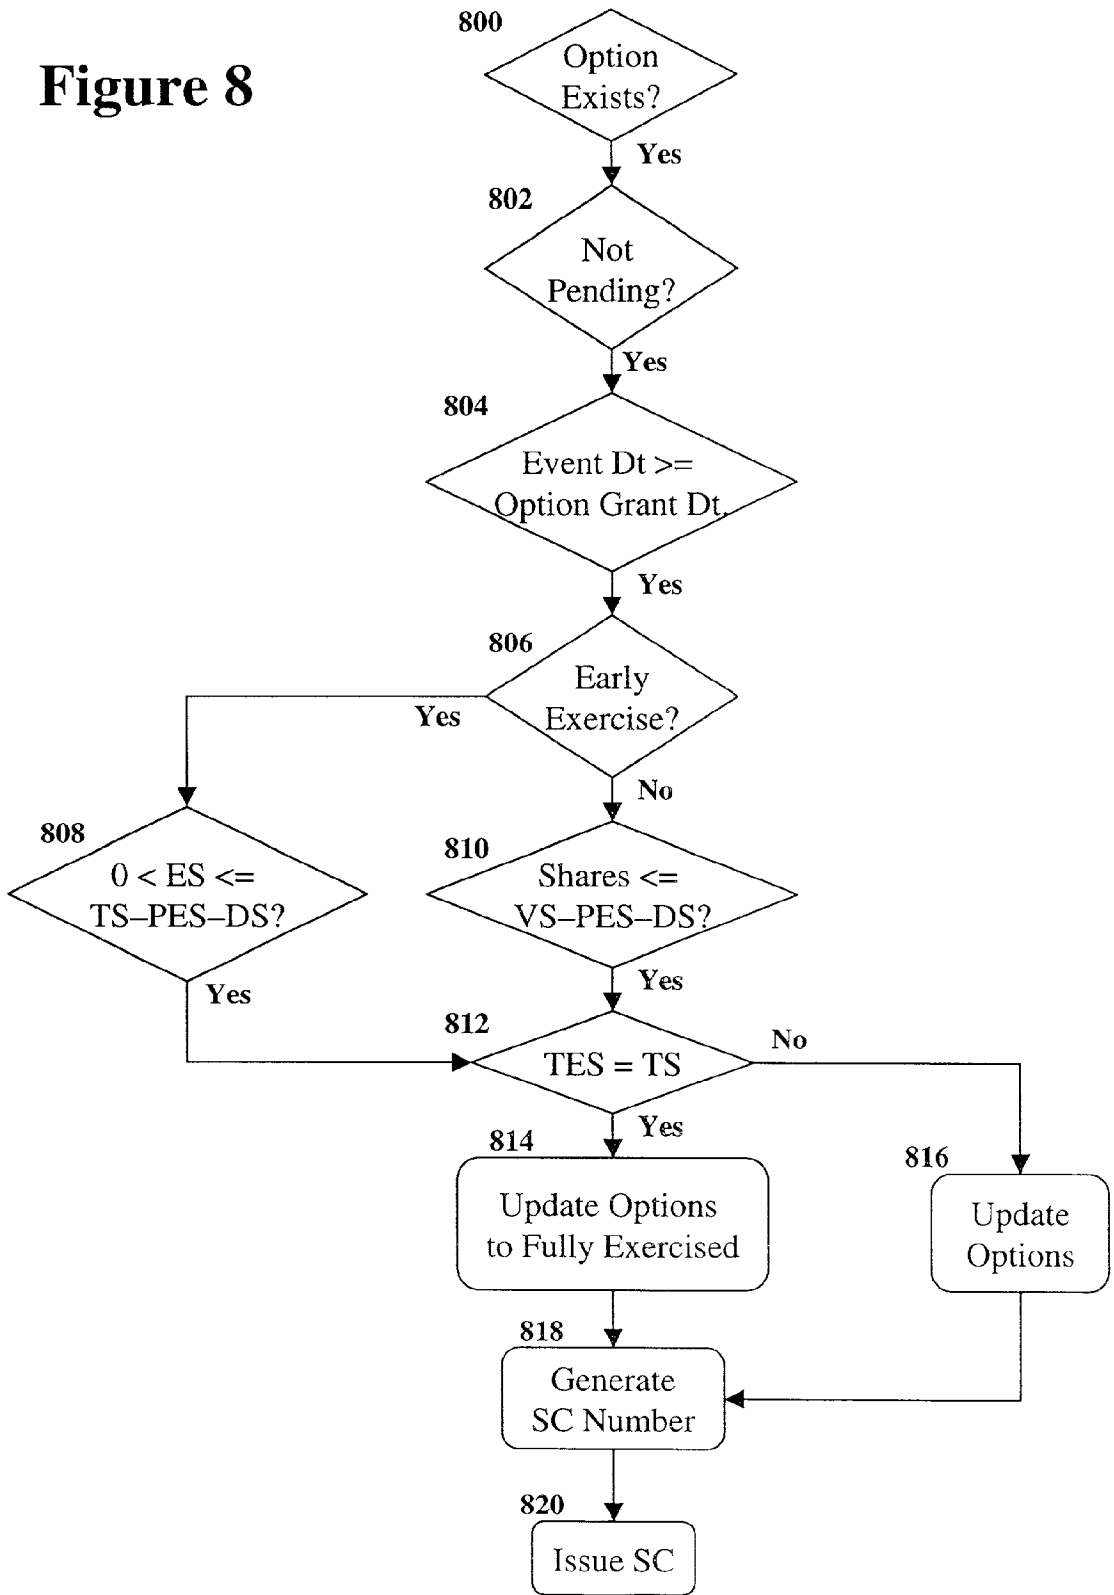 Figure 8
800
Option
Exists?
Yes
802
Not
Pending?
Yes
804
Event Dt >=
Option Grant Dt.
Yes
806
Early
Exercise?
Yes
No
808
0 < ES <=
TS–PES–DS?
Yes
810
Shares <=
VS–PES–DS?
Yes
812
TES = TS
No
Yes
814
Update Options
to Fully Exercised
816
Update
Options
818
Generate
SC Number
820
Issue SC